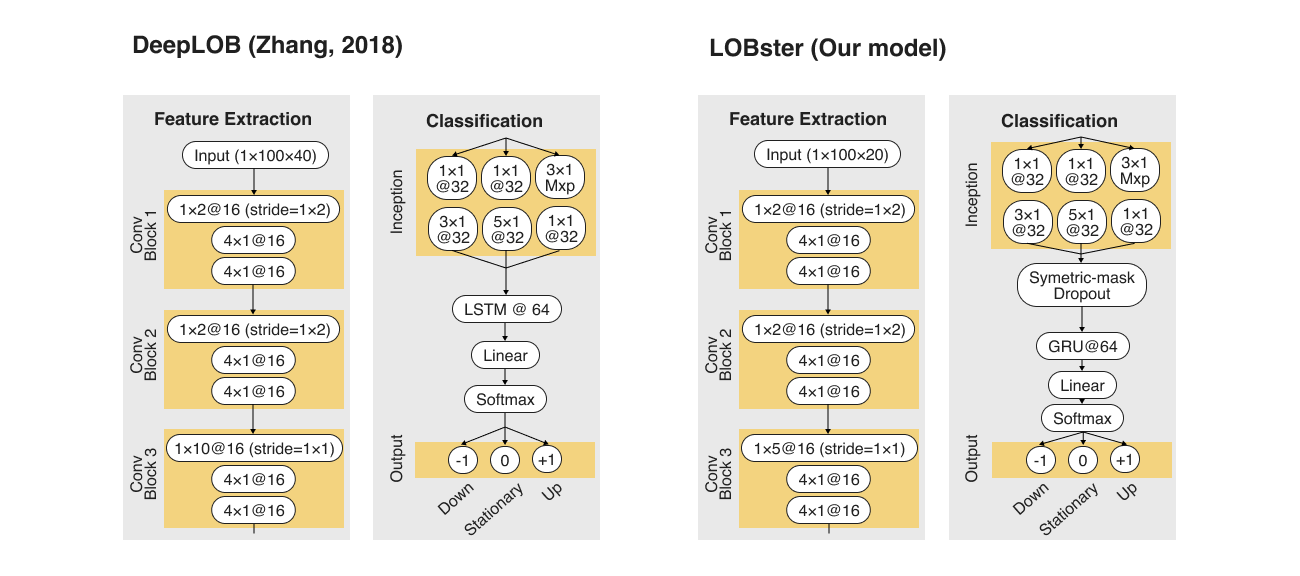 DeepLOB (Zhang, 2018)
Feature Extraction
Input (1×100×40)
Conv
Block 1
1×2@16 (stride=1×2)
4×1@16
4×1@16
Conv
Block 2
1×2@16 (stride=1×2)
4×1@16
4×1@16
Conv
Block 3
1×10@16 (stride=1×1)
4×1@16
4×1@16
Classification
Inception
1×1
@32
1×1
@32
3×1
Mxp
3×1
@32
5×1
@32
1×1
@32
LSTM @ 64
Linear
Softmax
Output
-1
0
+1
Down
Stationary
Up
LOBster (Our model)
Feature Extraction
Input (1×100×20)
Conv
Block 1
1×2@16 (stride=1×2)
4×1@16
4×1@16
Conv
Block 2
1×2@16 (stride=1×2)
4×1@16
4×1@16
Conv
Block 3
1×5@16 (stride=1×1)
4×1@16
4×1@16
Classification
Inception
1×1
@32
1×1
@32
3×1
Mxp
3×1
@32
5×1
@32
1×1
@32
Symetric-mask
Dropout
GRU@64
Linear
Softmax
Output
-1
0
+1
Down
Stationary
Up